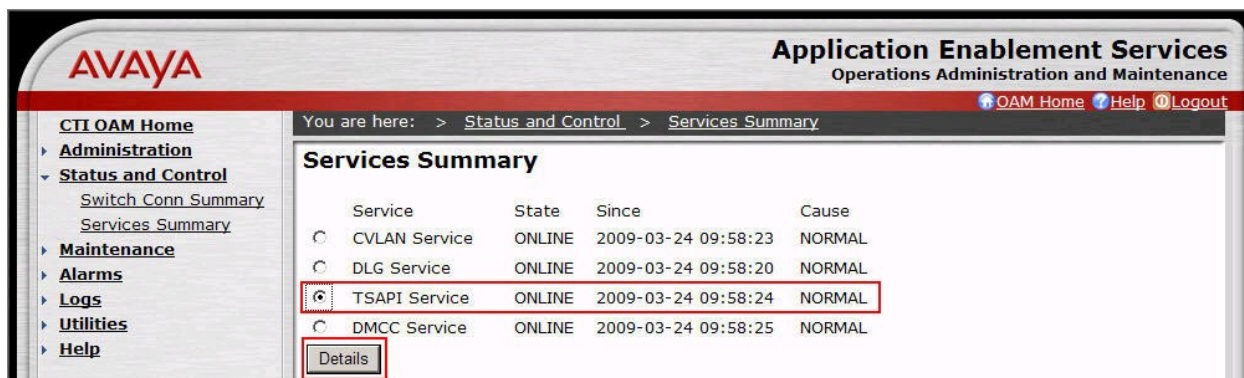 AVAYA
Application Enablement Services
Operations Administration and Maintenance
OAM Home Help Logout
CTI OAM Home
Administration
Status and Control
Switch Conn Summary
Services Summary
Maintenance
Alarms
Logs
Utilities
Help
You are here: > Status and Control > Services Summary
Services Summary
Service State Since Cause
CVLAN Service ONLINE 2009-03-24 09:58:23 NORMAL
DLG Service ONLINE 2009-03-24 09:58:20 NORMAL
TSAPI Service ONLINE 2009-03-24 09:58:24 NORMAL
DMCC Service ONLINE 2009-03-24 09:58:25 NORMAL
Details